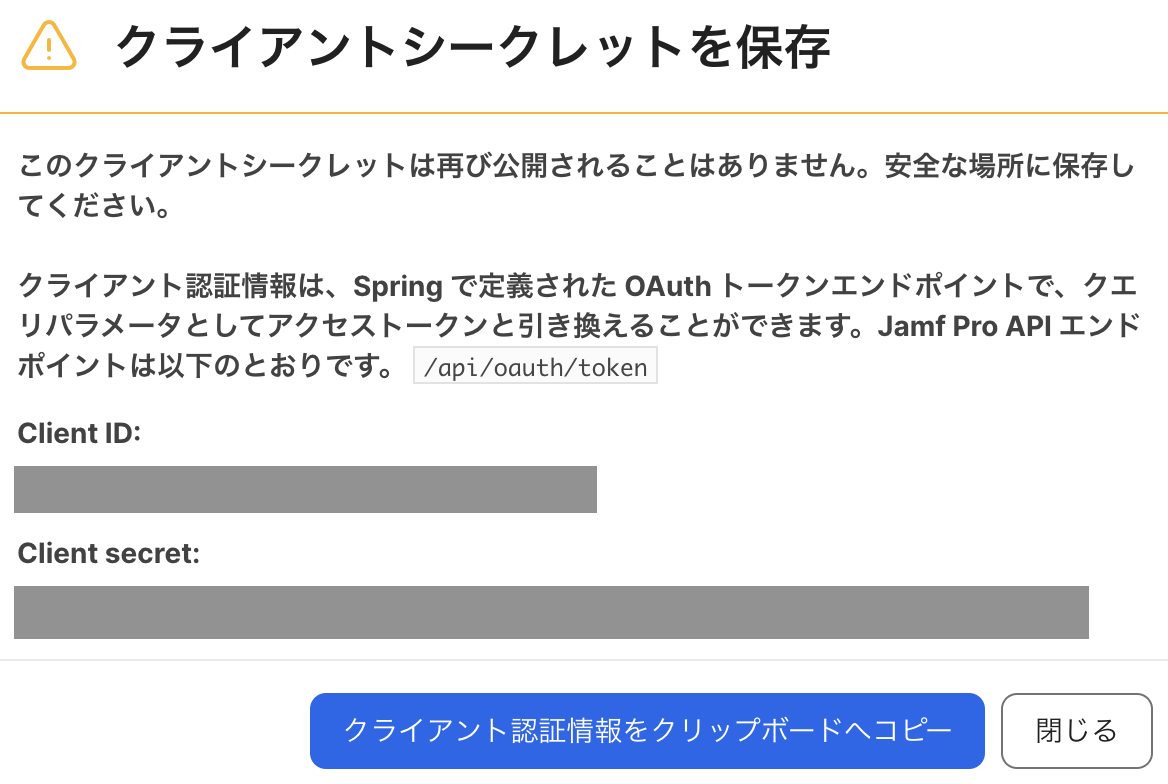 クライアントシークレットを保存
このクライアントシークレットは再び公開されることはありません。安全な場所に保存し
てください。
クライアント認証情報は、Spring で定義された OAuth トークンエンドポイントで、クエ
リパラメータとしてアクセストークンと引き換えることができます。Jamf Pro API エンド
ポイントは以下のとおりです。 /api/oauth/token
Client ID:
Client secret:
クライアント認証情報をクリップボードへコピー
閉じる